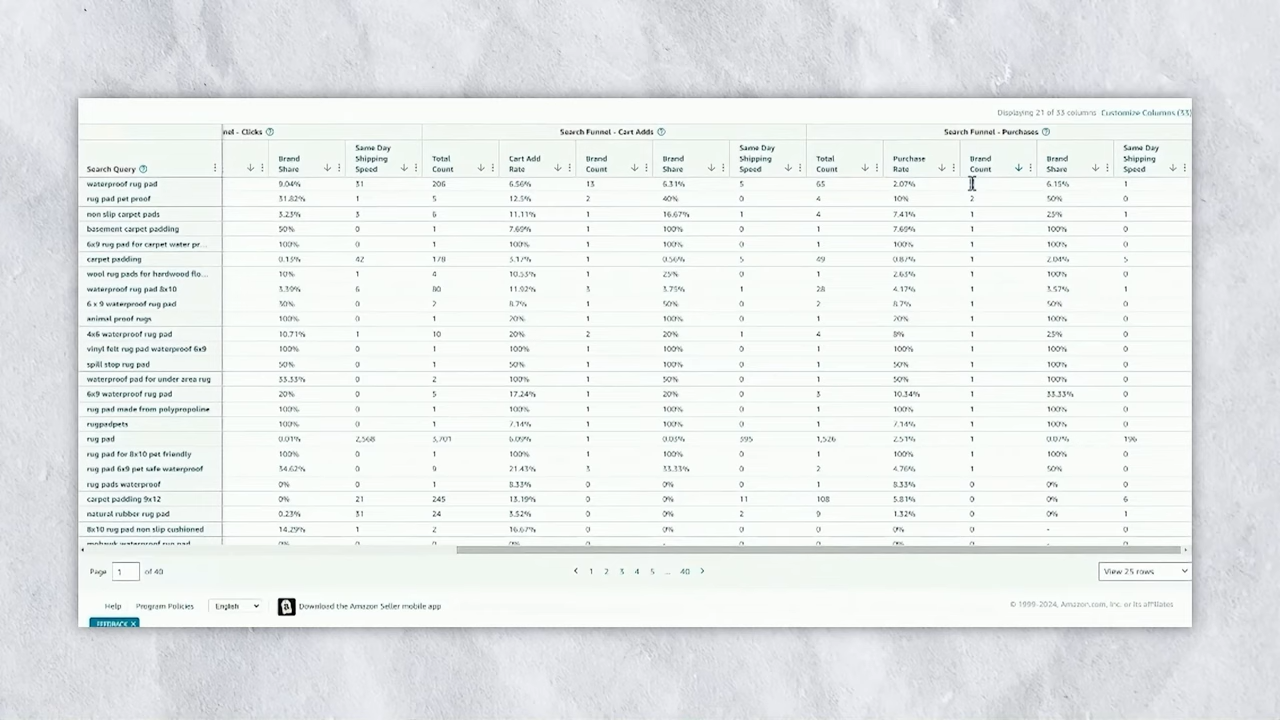 Displaying 21 of 33 columns Customize Columns (33)
nel - Clicks Search Funnel - Cart Adds Search Funnel - Purchases
Search Query Brand Share Same Day Shipping Speed Total Count Cart Add Rate Brand Count Brand Share Same Day Shipping Speed Total Count Purchase Rate Brand Count Brand Share Same Day Shipping Speed
waterproof rug pad 9.04% 31 206 6.56% 13 6.31% 5 65 2.07% 6.15% 1
rug pad pet proof 31.82% 1 5 12.5% 2 40% 0 4 10% 2 50% 0
non slip carpet pads 3.23% 3 6 11.11% 1 16.67% 1 4 7.41% 1 25% 1
basement carpet padding 50% 0 1 7.69% 1 100% 0 1 7.69% 1 100% 0
6x9 rug pad for carpet water pr... 100% 0 1 100% 1 100% 0 1 100% 1 100% 0
carpet padding 0.13% 42 178 3.17% 1 0.56% 5 49 0.87% 1 2.04% 5
wool rug pads for hardwood flo... 10% 1 4 10.53% 1 25% 0 1 2.63% 1 100% 0
waterproof rug pad 8x10 3.39% 6 80 11.92% 3 3.75% 1 28 4.17% 1 3.57% 1
6 x 9 waterproof rug pad 30% 0 2 8.7% 1 50% 0 2 8.7% 1 50% 0
animal proof rugs 100% 0 1 20% 1 100% 0 1 20% 1 100% 0
4x6 waterproof rug pad 10.71% 1 10 20% 2 20% 1 4 8% 1 25% 0
vinyl felt rug pad waterproof 6x9 100% 0 1 100% 1 100% 0 1 100% 1 100% 0
spill stop rug pad 50% 0 1 50% 1 100% 0 1 50% 1 100% 0
waterproof pad for under area rug 33.33% 0 2 100% 1 50% 0 1 50% 1 100% 0
6x9 waterproof rug pad 20% 0 5 17.24% 1 20% 0 3 10.34% 1 33.33% 0
rug pad made from polypropoline 100% 0 1 100% 1 100% 0 1 100% 1 100% 0
rugpadpets 100% 0 1 7.14% 1 100% 0 1 7.14% 1 100% 0
rug pad 0.01% 2,568 3,701 6.09% 1 0.03% 395 1,526 2.51% 1 0.07% 196
rug pad for 8x10 pet friendly 100% 0 1 100% 1 100% 0 1 100% 1 100% 0
rug pad 6x9 pet safe waterproof 34.62% 0 9 21.43% 3 33.33% 0 2 4.76% 1 50% 0
rug pads waterproof 0% 0 1 8.33% 0 0% 0 1 8.33% 0 0% 0
carpet padding 9x12 0% 21 245 13.19% 0 0% 11 108 5.81% 0 0% 6
natural rubber rug pad 0.23% 31 24 3.52% 0 0% 2 9 1.32% 0 0% 1
8x10 rug pad non slip cushioned 14.29% 1 2 16.67% 0 0% 0 0 0% 0 - 0
mohawk waterproof rug pad 0% 0 0 0% 0 - 0 0 0% 0 - 0
Page 1 of 40 1 2 3 4 5 ... 40 View 25 rows
Help Program Policies English Download the Amazon Seller mobile app © 1999-2024, Amazon.com, Inc. or its affiliates
FEEDBACK X